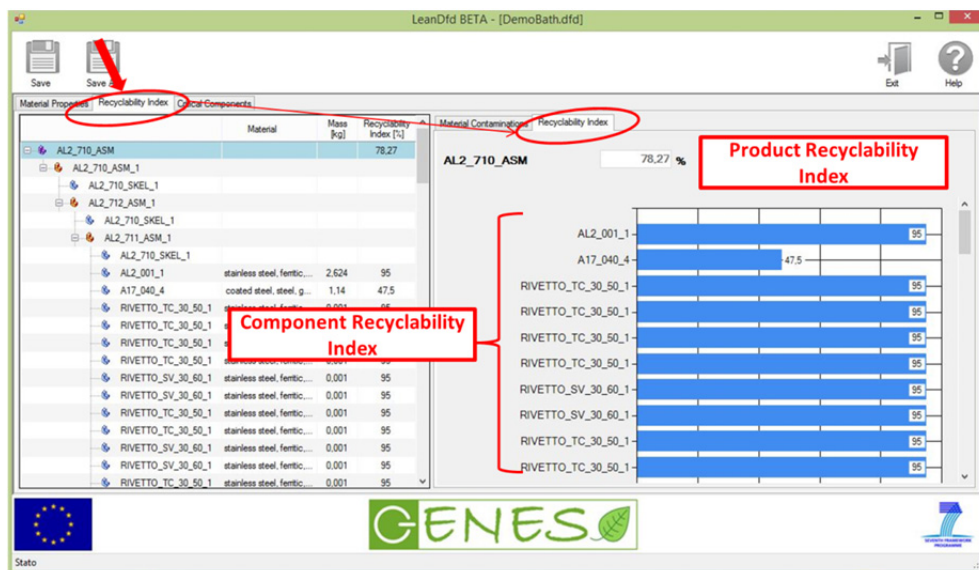 LeanDfd BETA - [DemoBath.dfd]
Save
Save
Exit
Help
Material Properties
Recyclability Index
Critical Components
Material
Mass [kg]
Recyclability Index [%]
AL2_710_ASM 78,27
AL2_710_ASM_1
AL2_710_SKEL_1
AL2_712_ASM_1
AL2_710_SKEL_1
AL2_711_ASM_1
AL2_710_SKEL_1
AL2_001_1 stainless steel, ferritic,... 2,624 95
A17_040_4 coated steel, steel, g... 1,14 47,5
RIVETTO_TC_30_50_1 0,001 95
RIVETTO_TC_30_50_1
RIVETTO_TC_30_50_1
RIVETTO_TC_30_50_1
RIVETTO_SV_30_60_1 stainless steel, ferritic,... 0,001 95
RIVETTO_SV_30_60_1 stainless steel, ferritic,... 0,001 95
RIVETTO_TC_30_50_1 stainless steel, ferritic,... 0,001 95
RIVETTO_SV_30_60_1 stainless steel, ferritic,... 0,001 95
RIVETTO_SV_30_60_1 stainless steel, ferritic,... 0,001 95
RIVETTO_TC_30_50_1 stainless steel, ferritic,... 0,001 95
Component Recyclability
Index
Material Contaminations
Recyclability Index
AL2_710_ASM 78,27 %
Product Recyclability
Index
AL2_001_1 95
A17_040_4 47,5
RIVETTO_TC_30_50_1 95
RIVETTO_TC_30_50_1 95
RIVETTO_TC_30_50_1 95
RIVETTO_TC_30_50_1 95
RIVETTO_SV_30_60_1 95
RIVETTO_SV_30_60_1 95
RIVETTO_TC_30_50_1 95
RIVETTO_TC_30_50_1 95
GENESI
SEVENTH FRAMEWORK
PROGRAMME
Stato